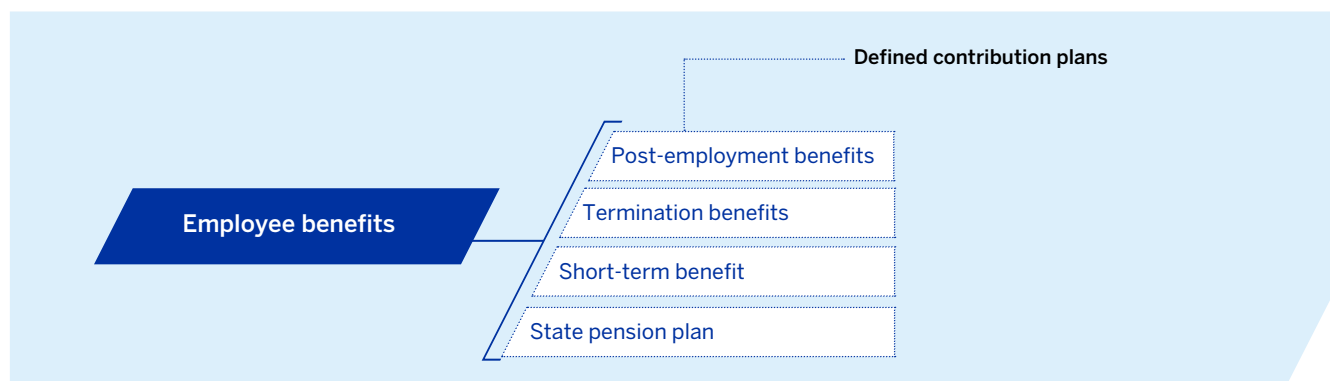 Defined contribution plans
Post-employment benefits
Employee benefits
Termination benefits
Short-term benefit
State pension plan